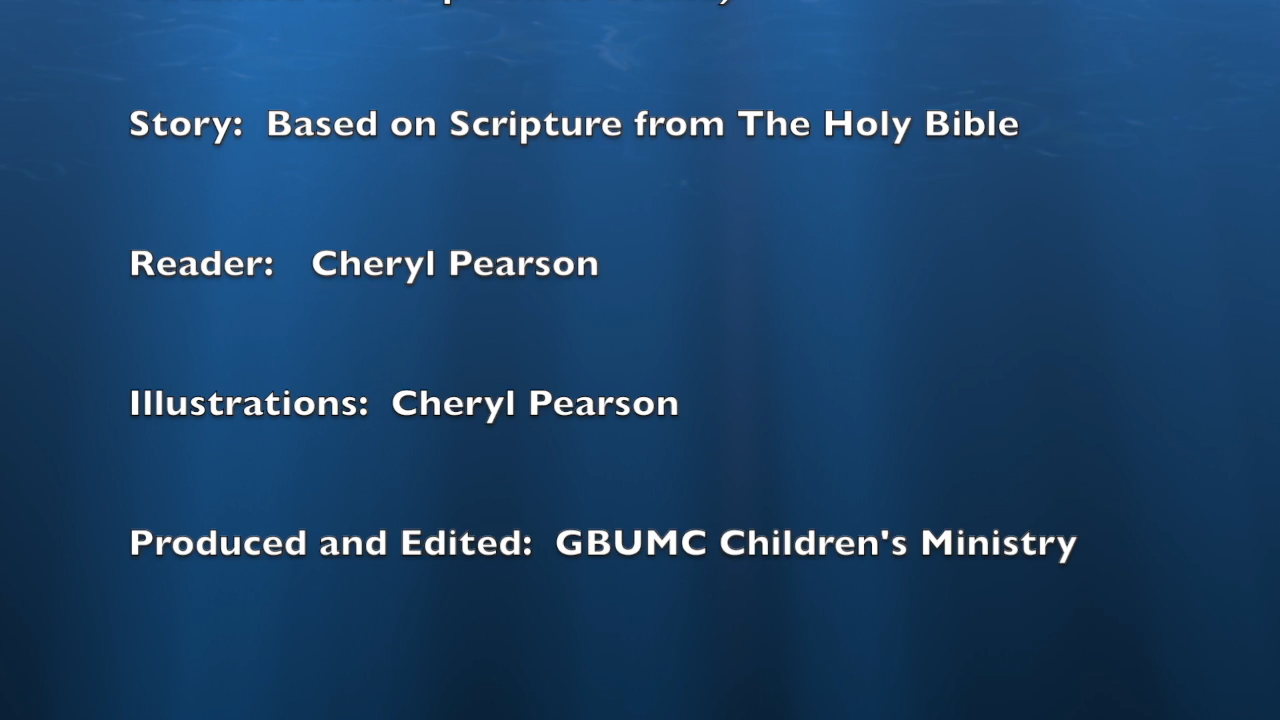 Story:  Based on Scripture from The Holy Bible
Reader:   Cheryl Pearson
Illustrations:  Cheryl Pearson
Produced and Edited:  GBUMC Children's Ministry